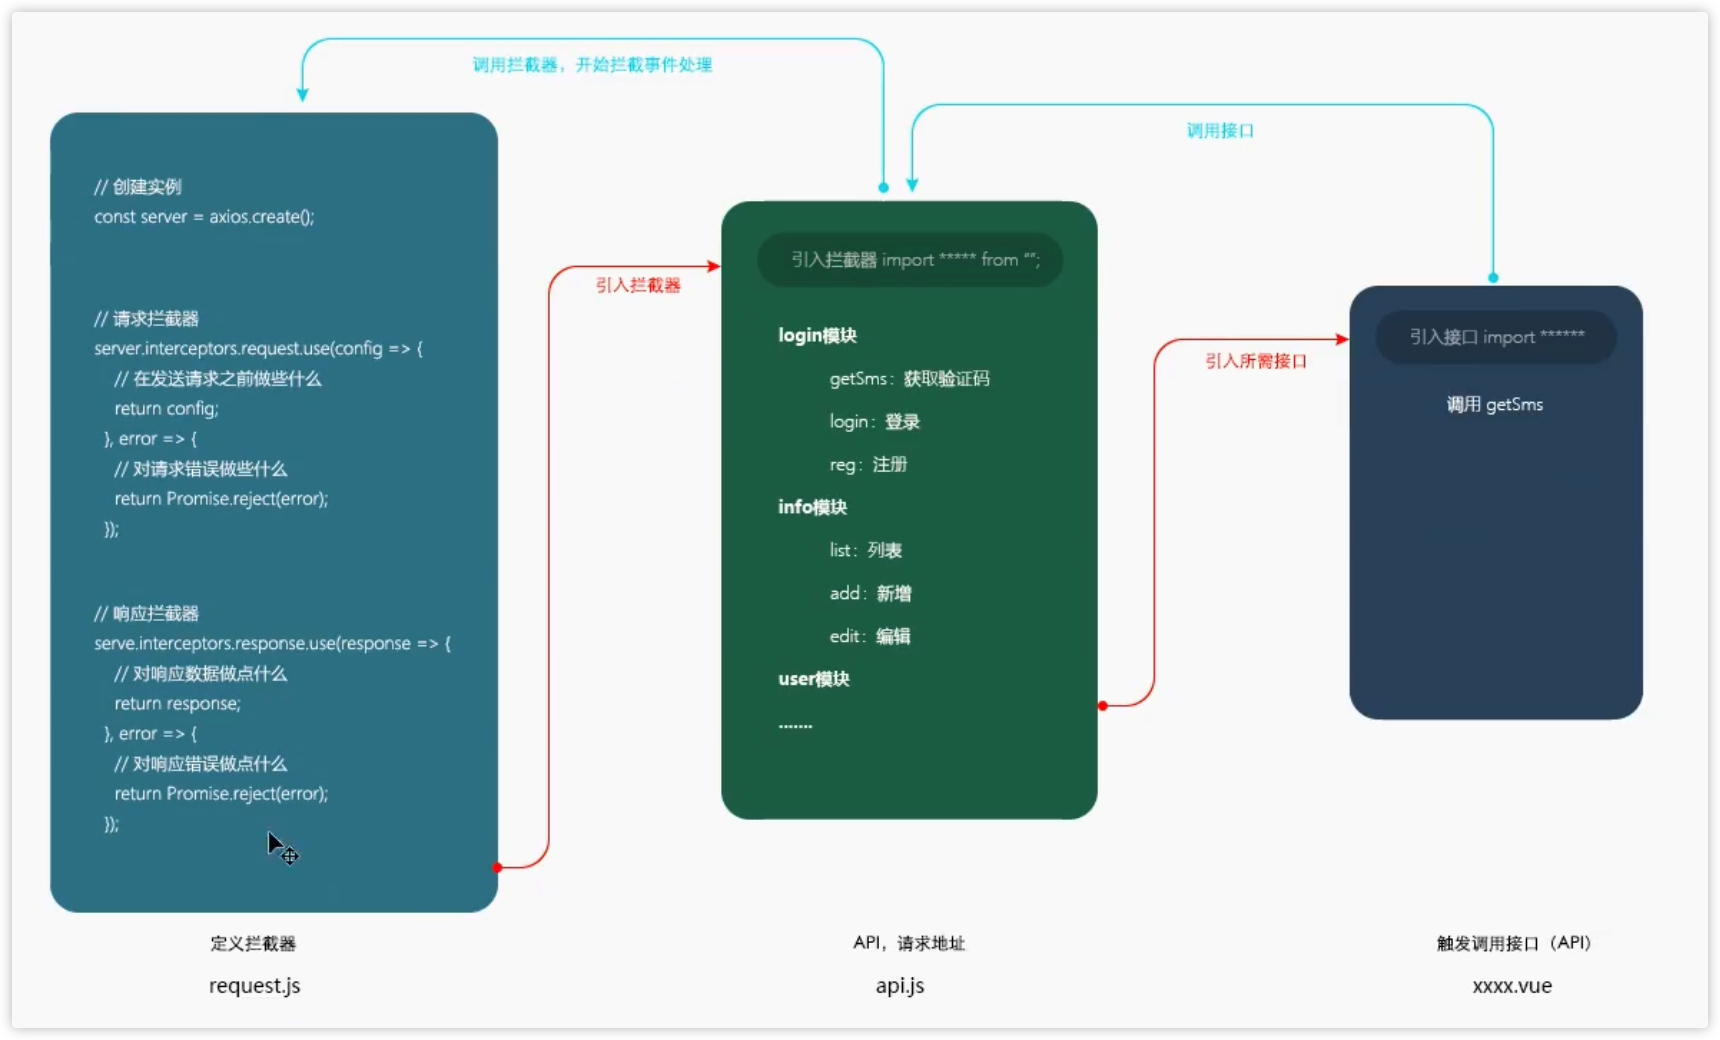 调用拦截器，开始拦截事件处理
调用接口
// 创建实例
const server = axios.create();
// 请求拦截器
server.interceptors.request.use(config => {
// 在发送请求之前做些什么
return config;
}, error => {
// 对请求错误做些什么
return Promise.reject(error);
});
// 响应拦截器
serve.interceptors.response.use(response => {
// 对响应数据做点什么
return response;
}, error => {
// 对响应错误做点什么
return Promise.reject(error);
});
引入拦截器
引入拦截器 import ***** from “”;
login模块
getSms：获取验证码
login：登录
reg：注册
info模块
list：列表
add：新增
edit：编辑
user模块
.......
引入所需接口
引入接口 import ******
调用 getSms
定义拦截器
request.js
API，请求地址
api.js
触发调用接口（API）
xxxx.vue